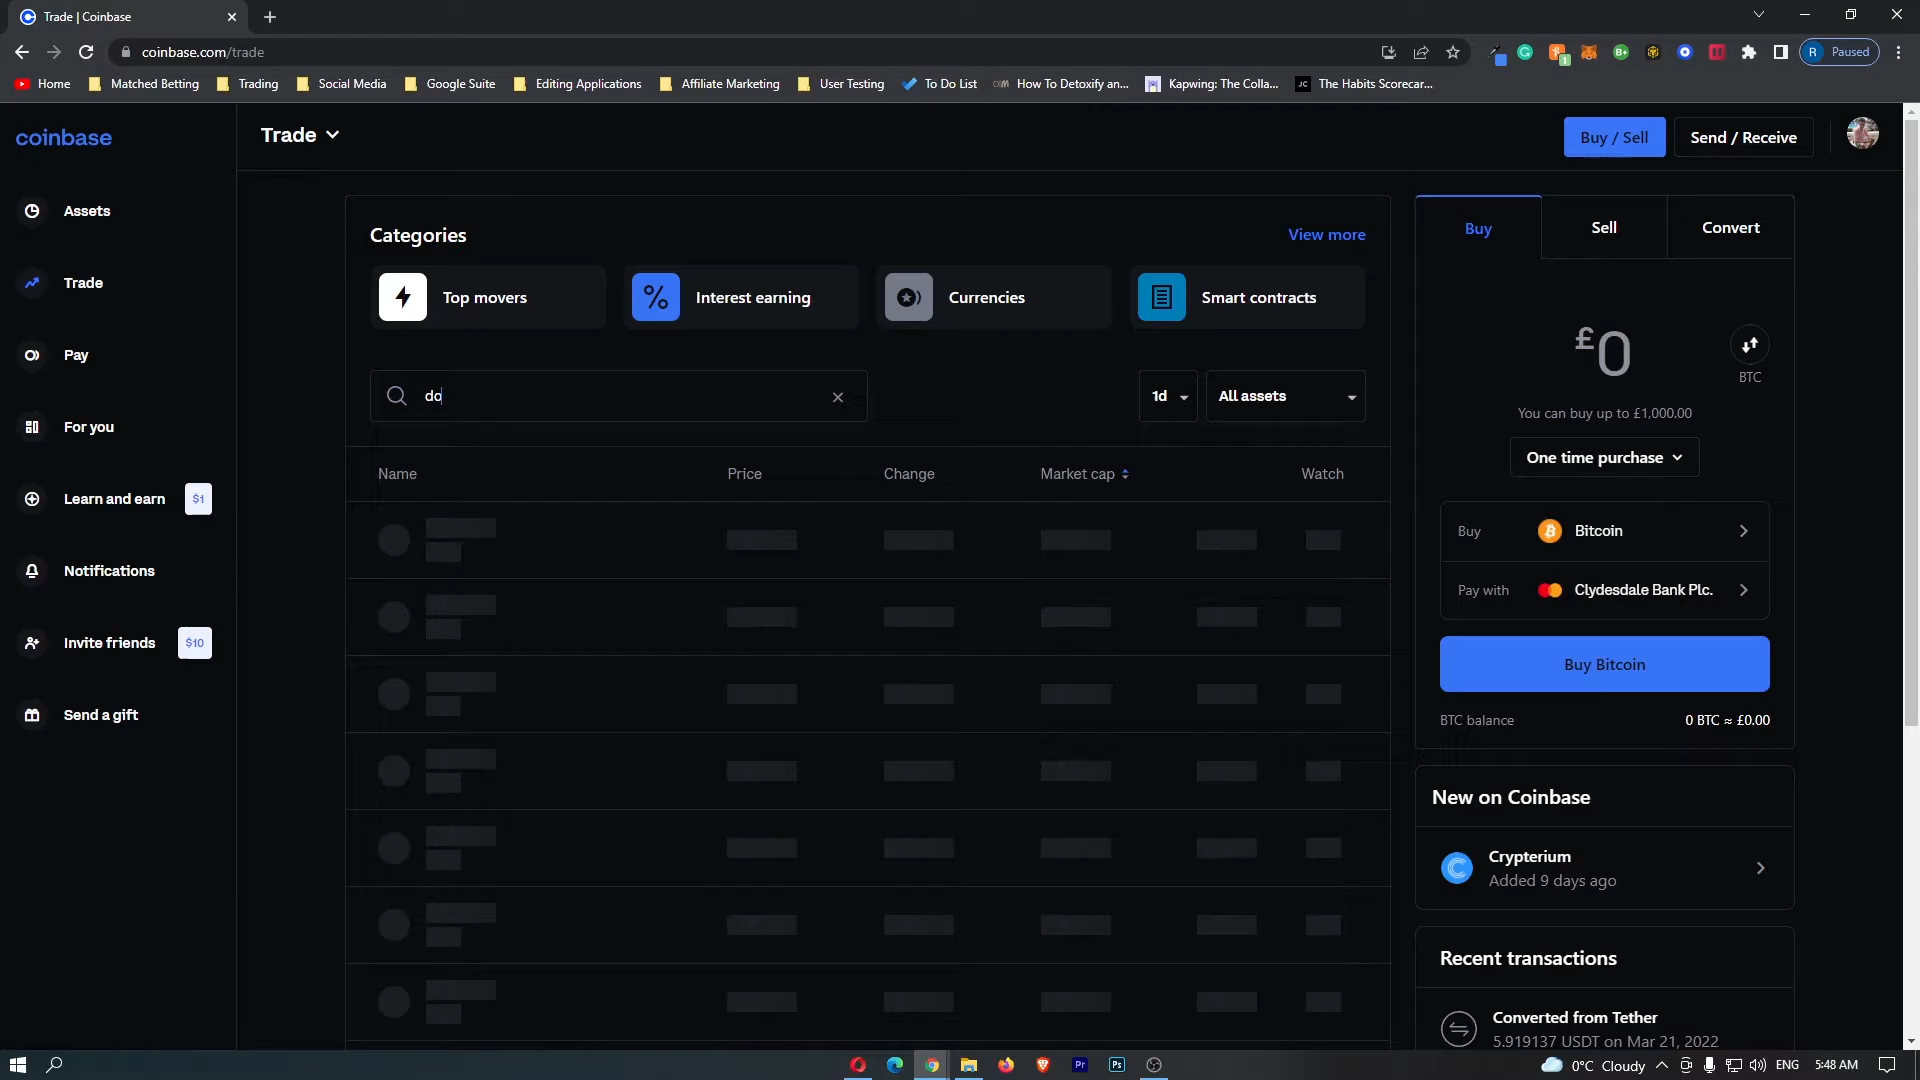 Trade | Coinbase
coinbase.com/trade
Paused
R
1
Home
Matched Betting
Trading
Social Media
Google Suite
Editing Applications
Affiliate Marketing
User Testing
To Do List
How To Detoxify an...
Kapwing: The Colla...
JC
The Habits Scorecar...
coinbase
Trade
Buy / Sell
Send / Receive
Assets
Trade
Pay
For you
Learn and earn
$1
Notifications
Invite friends
$10
Send a gift
Categories
View more
Top movers
Interest earning
Currencies
Smart contracts
do
1d
All assets
Name
Price
Change
Market cap
Watch
Buy
Sell
Convert
£0
BTC
You can buy up to £1,000.00
One time purchase
Buy
Bitcoin
Pay with
Clydesdale Bank Plc.
Buy Bitcoin
BTC balance
0 BTC ≈ £0.00
New on Coinbase
Crypterium
Added 9 days ago
Recent transactions
Converted from Tether
5.919137 USDT on Mar 21, 2022
Pr
Ps
0°C Cloudy
ENG
5:48 AM